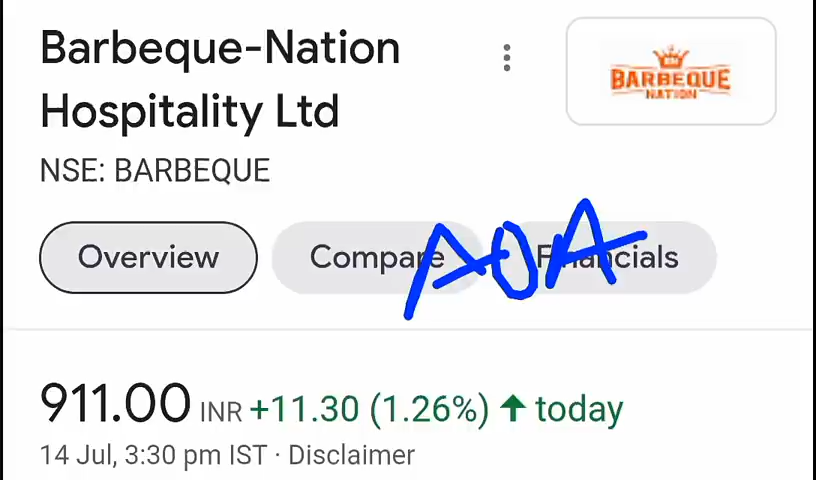 Barbeque-Nation
Hospitality Ltd
BARBEQUE
NATION
NSE: BARBEQUE
Overview
Compare
Financials
AOA
911.00 INR +11.30 (1.26%) ↑ today
14 Jul, 3:30 pm IST · Disclaimer